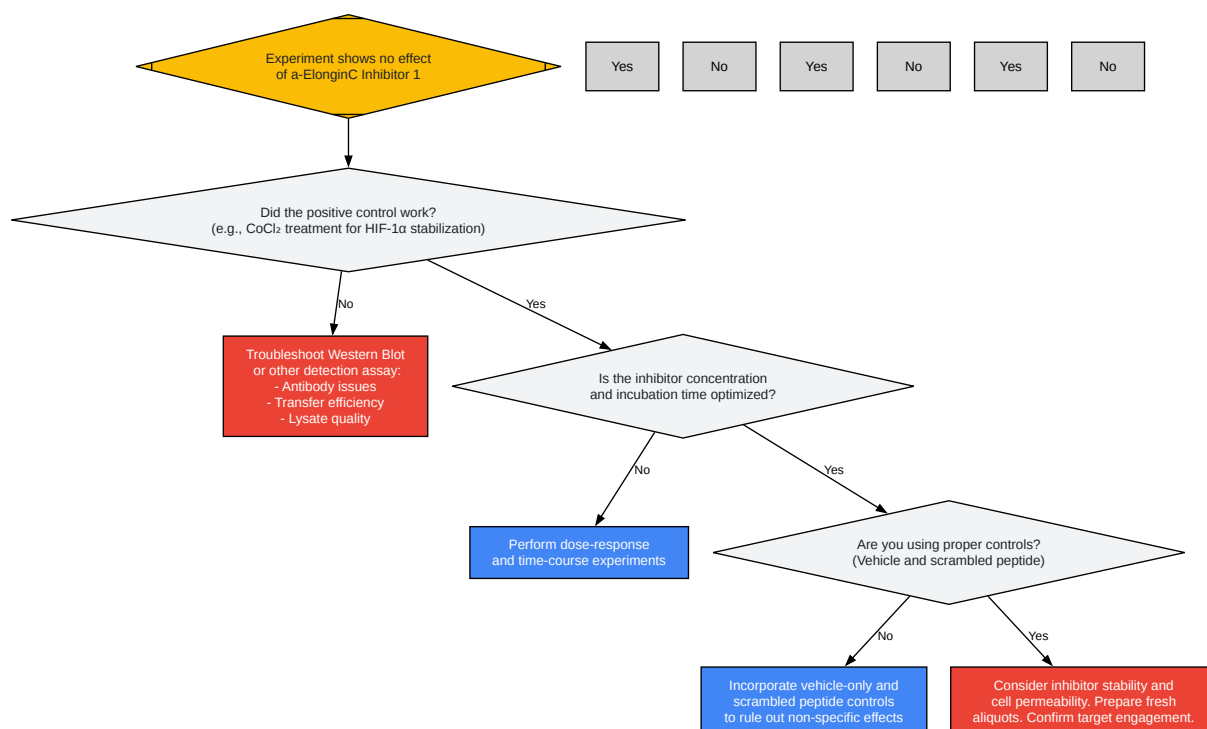 Experiment shows no effect
of a-ElonginC Inhibitor 1
Yes
No
Yes
No
Yes
No
Did the positive control work?
(e.g., CoCl₂ treatment for HIF-1α stabilization)
No
Yes
Troubleshoot Western Blot
or other detection assay:
- Antibody issues
- Transfer efficiency
- Lysate quality
Is the inhibitor concentration
and incubation time optimized?
No
Yes
Perform dose-response
and time-course experiments
Are you using proper controls?
(Vehicle and scrambled peptide)
No
Yes
Incorporate vehicle-only and
scrambled peptide controls
to rule out non-specific effects
Consider inhibitor stability and
cell permeability. Prepare fresh
aliquots. Confirm target engagement.